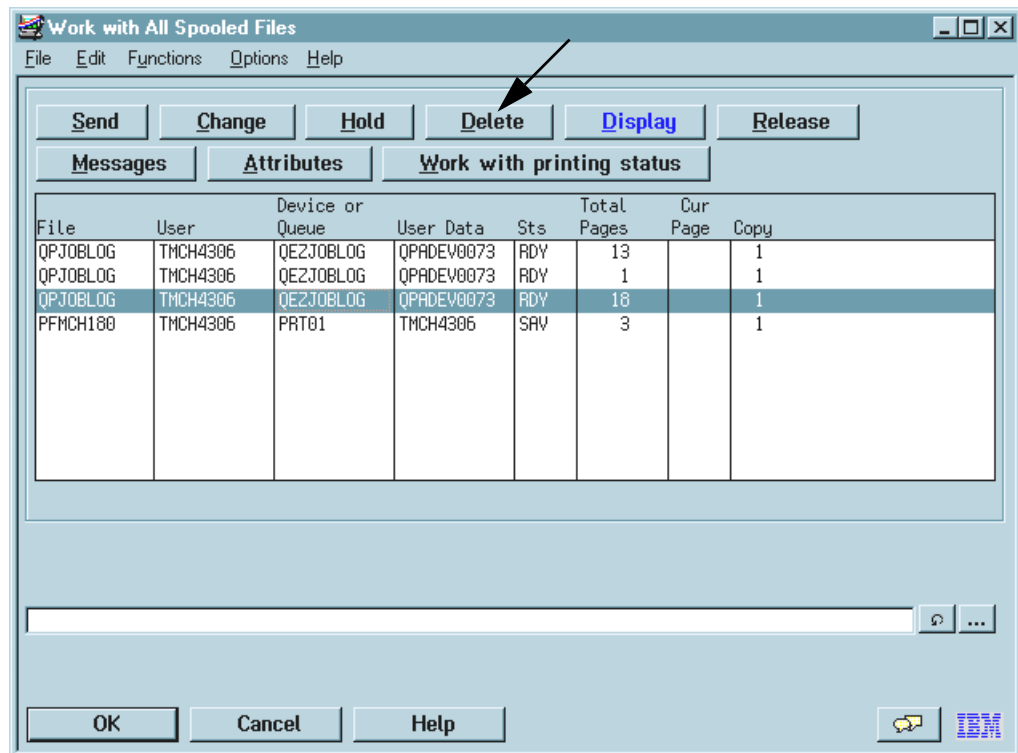 Work with All Spooled Files
File Edit Functions Options Help
Send Change Hold Delete Display Release
Messages Attributes Work with printing status
Device or Total Cur
File User Queue User Data Sts Pages Page Copy
QPJOBLOG TMCH4306 QEZJOBLOG QPADEV0073 RDY 13 1
QPJOBLOG TMCH4306 QEZJOBLOG QPADEV0073 RDY 1 1
QPJOBLOG TMCH4306 QEZJOBLOG QPADEV0073 RDY 18 1
PFMCH180 TMCH4306 PRT01 TMCH4306 SAV 3 1
...
OK Cancel Help IBM